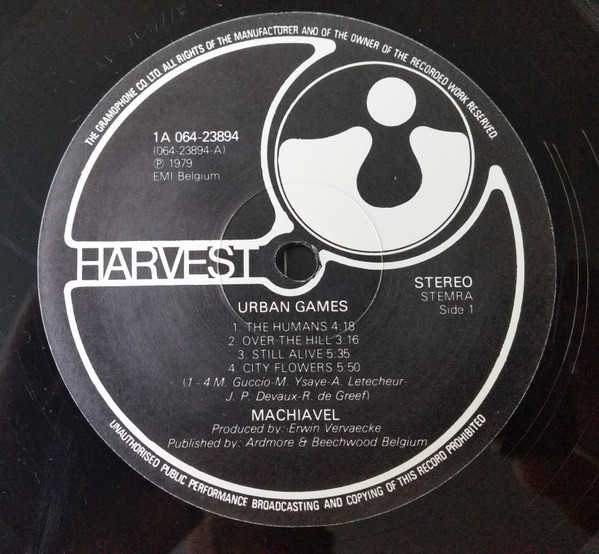 THE GRAMOPHONE CO LTD. ALL RIGHTS OF THE MANUFACTURER AND OF THE OWNER OF THE RECORDED WORK RESERVED.
1A 064-23894
(064-23894-A)
Ⓟ 1979
EMI Belgium
HARVEST
STEREO
STEMRA
Side 1
URBAN GAMES
1. THE HUMANS 4:18
2. OVER THE HILL 3:16
3. STILL ALIVE 5:35
4. CITY FLOWERS 5:50
(1-4 M. Guccio-M. Ysaye-A. Letecheur-
J. P. Devaux-R. de Greef)
MACHIAVEL
Produced by: Erwin Vervaecke
Published by: Ardmore & Beechwood Belgium
UNAUTHORISED PUBLIC PERFORMANCE BROADCASTING AND COPYING OF THIS RECORD PROHIBITED